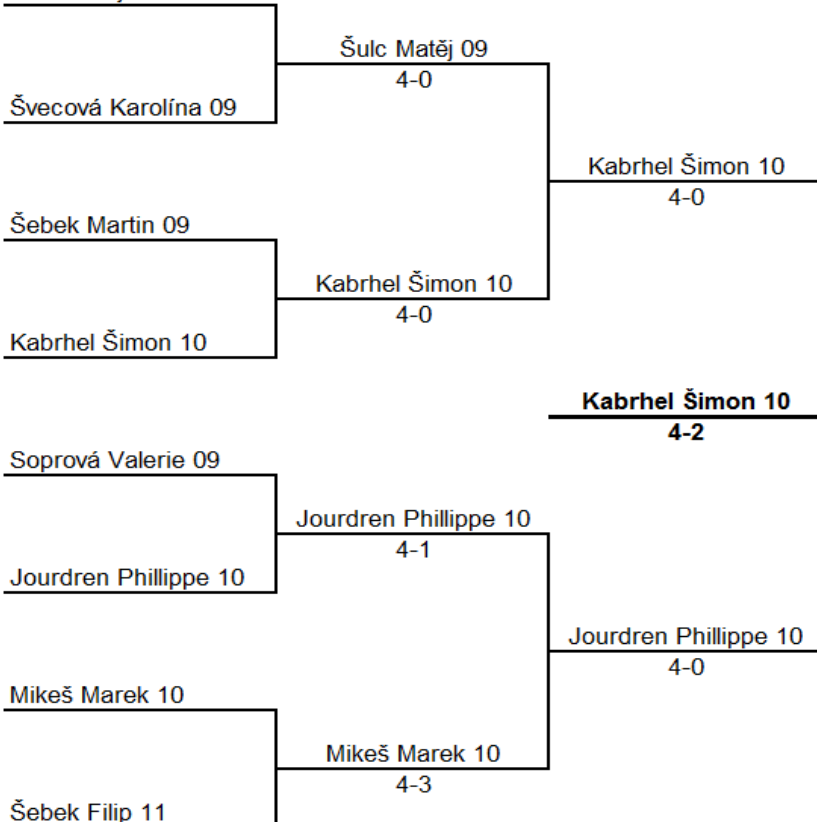 Šulc Matěj 09
4-0
Švecová Karolína 09
Kabrhel Šimon 10
4-0
Šebek Martin 09
Kabrhel Šimon 10
4-0
Kabrhel Šimon 10
Kabrhel Šimon 10
4-2
Soprová Valerie 09
Jourdren Phillippe 10
4-1
Jourdren Phillippe 10
Jourdren Phillippe 10
4-0
Mikeš Marek 10
Mikeš Marek 10
4-3
Šebek Filip 11